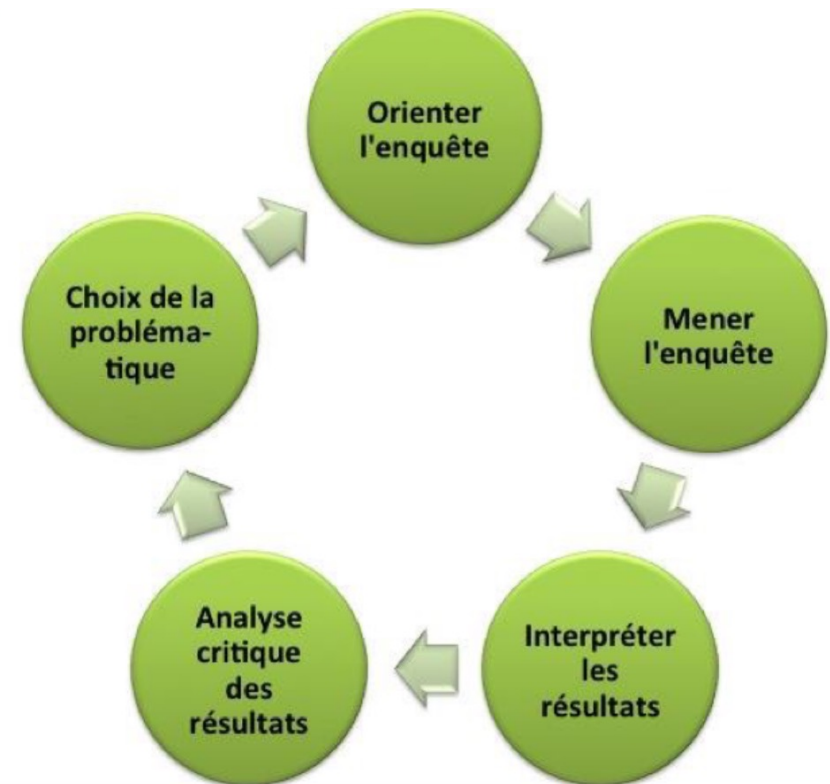 Orienter
l'enquête
Mener
l'enquête
Interpréter
les
résultats
Analyse
critique
des
résultats
Choix de la
probléma-
tique